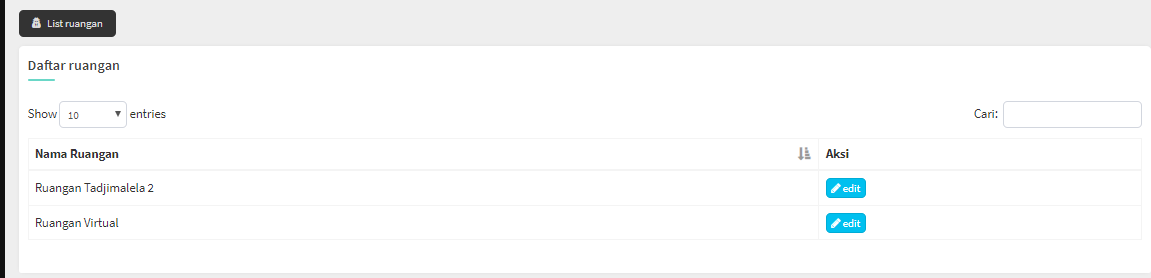 List ruangan
Daftar ruangan
Show 10 entries
Cari:
Nama Ruangan Aksi
Ruangan Tadjimalela 2 edit
Ruangan Virtual edit